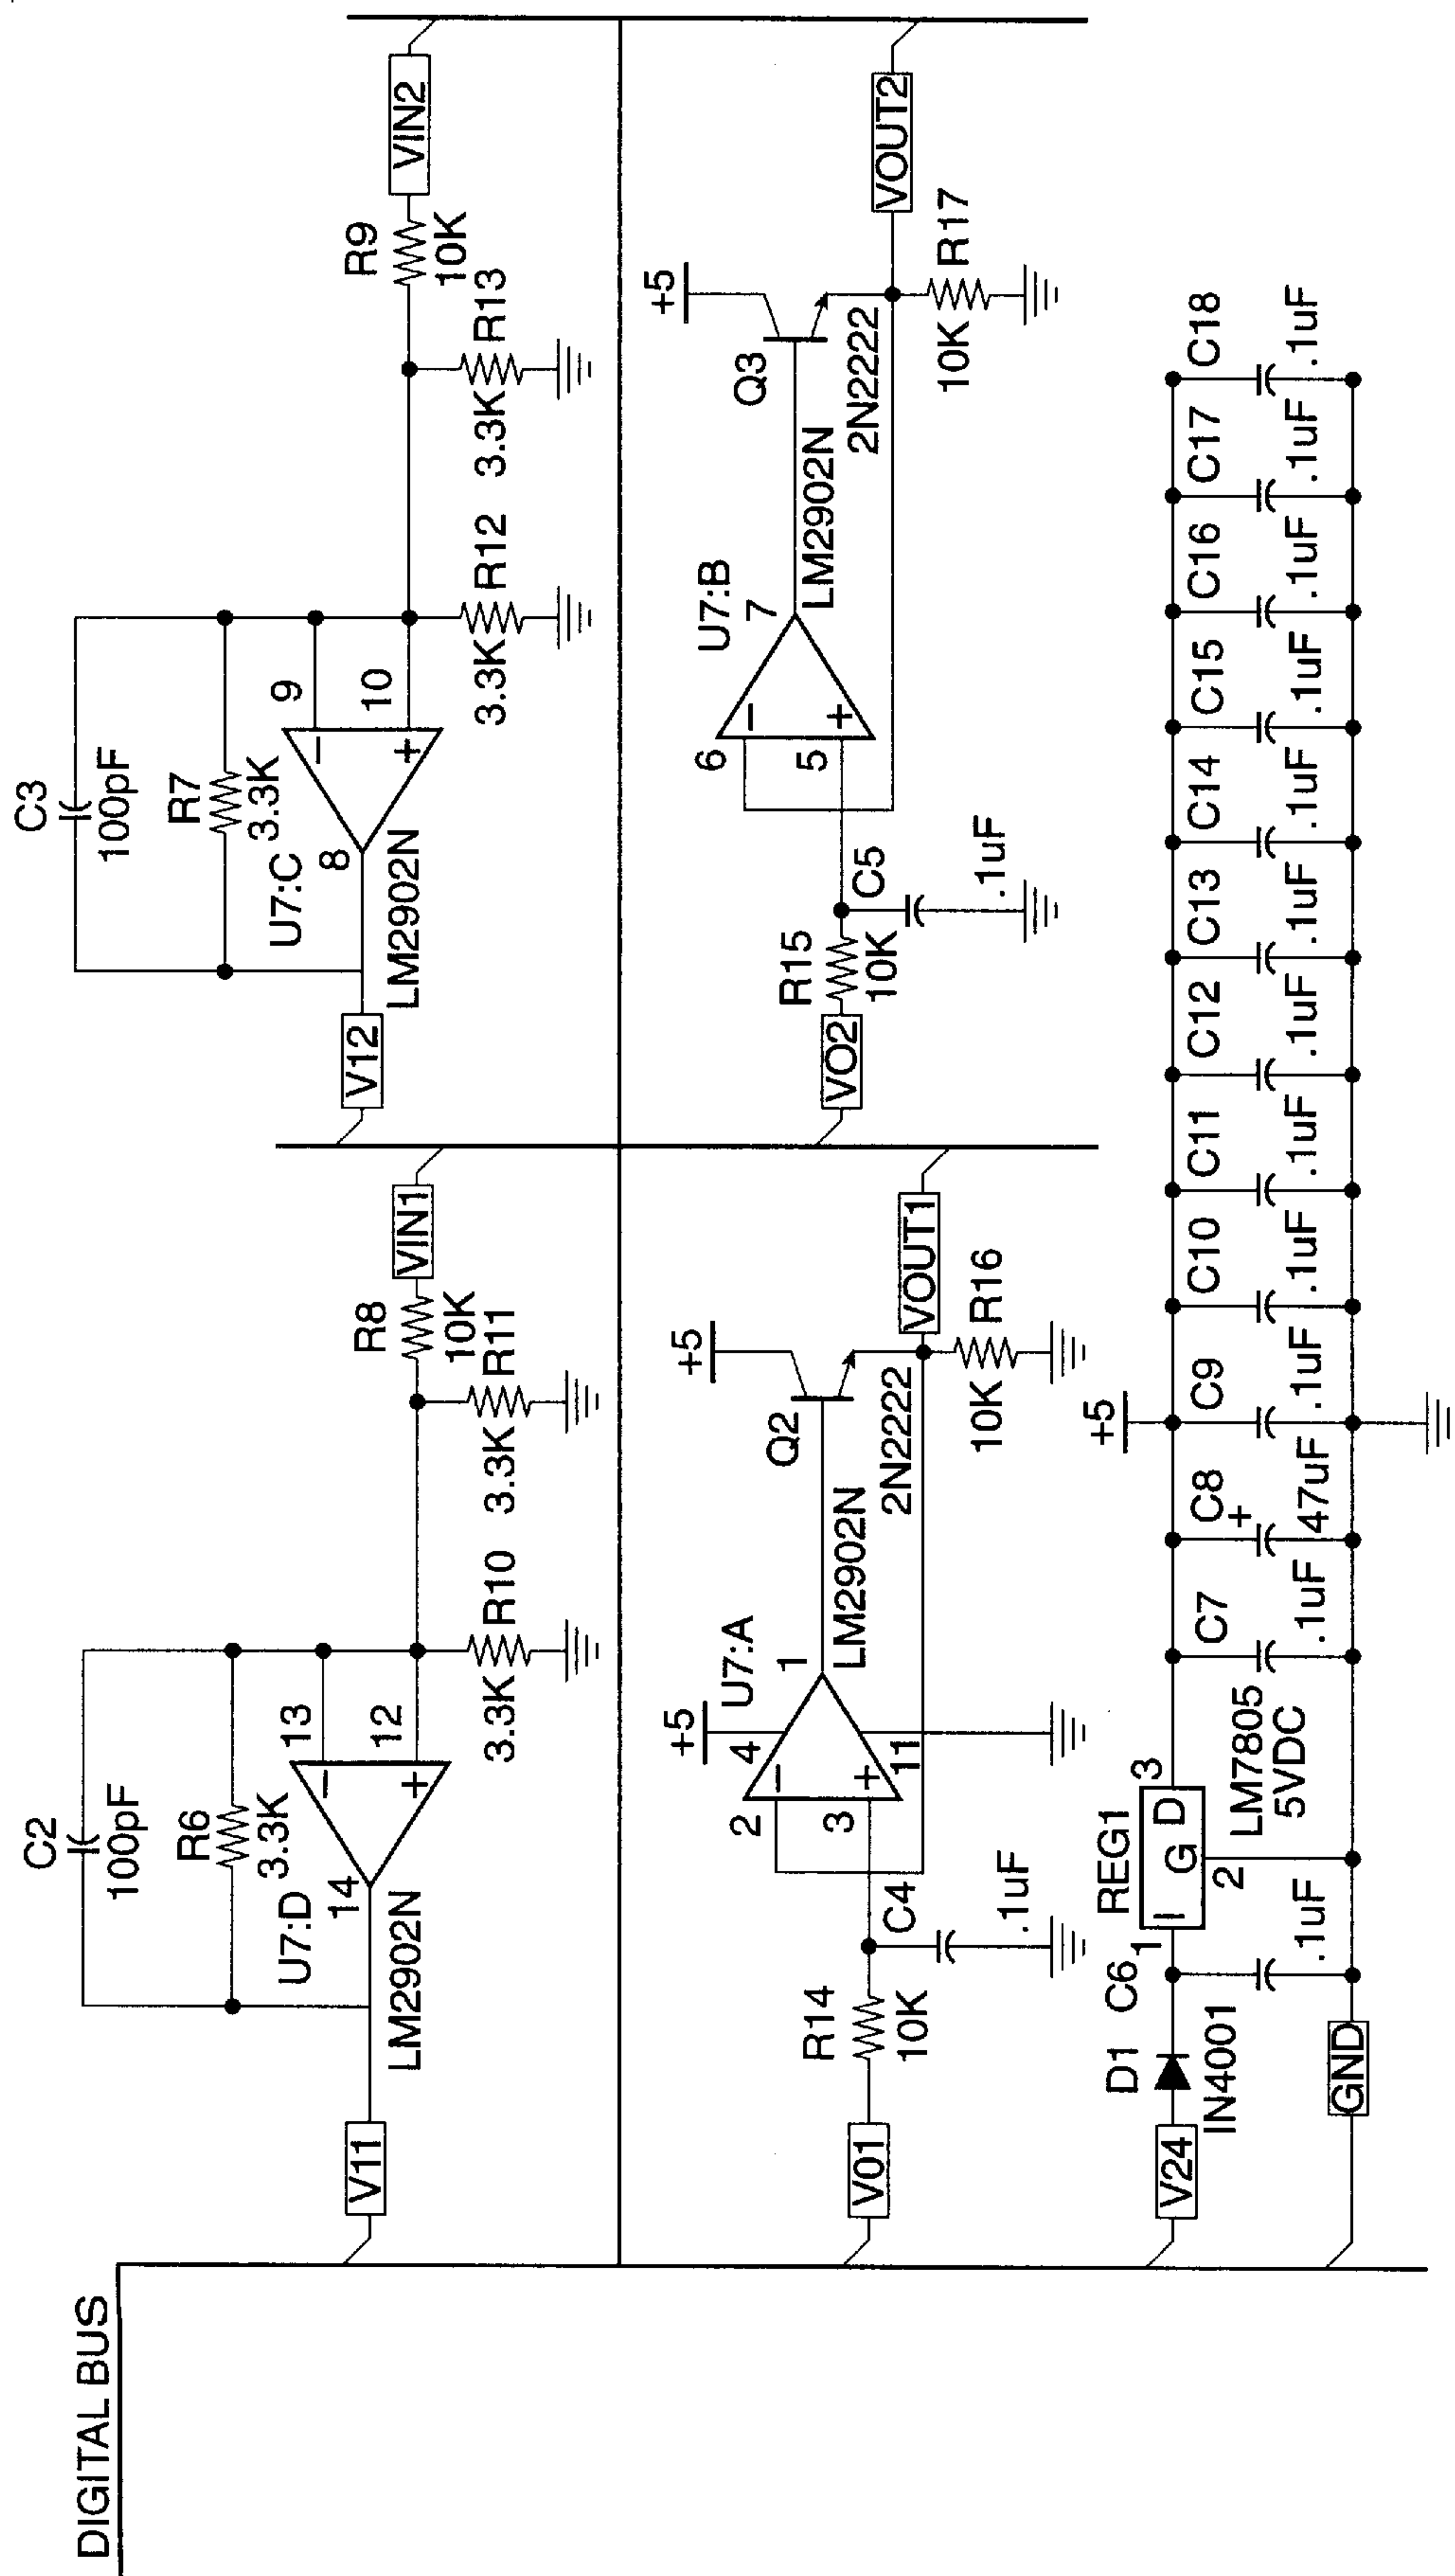 DIGITAL BUS
C2
100pF
R6
3.3K
U7:D
13
12
14
LM2902N
V11
R10
3.3K
R11
3.3K
R8
10K
VIN1
C3
100pF
R7
3.3K
U7:C
9
10
8
LM2902N
V12
R12
3.3K
R13
3.3K
R9
10K
VIN2
V01
R14
10K
C4
.1uF
+5
U7:A
2
3
4
11
1
LM2902N
+5
Q2
2N2222
R16
10K
VOUT1
VO2
R15
10K
C5
.1uF
U7:B
6
5
7
LM2902N
+5
Q3
2N2222
R17
10K
VOUT2
V24
D1
IN4001
C6
.1uF
REG1
1
I
G
D
3
2
LM7805
5VDC
C7
.1uF
C8
+
47uF
+5
C9
.1uF
C10
.1uF
C11
.1uF
C12
.1uF
C13
.1uF
C14
.1uF
C15
.1uF
C16
.1uF
C17
.1uF
C18
.1uF
GND